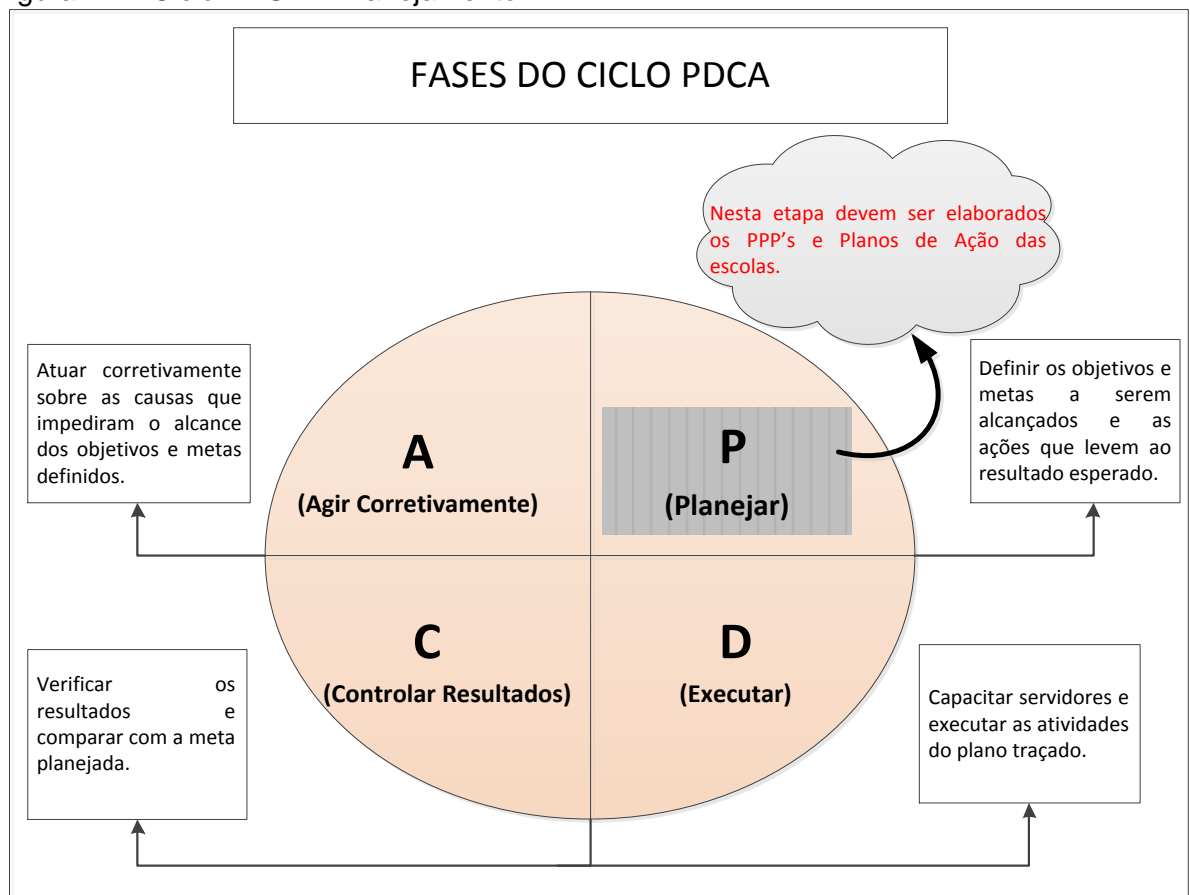 FASES DO CICLO PDCA
Nesta etapa devem ser elaborados
os PPP's e Planos de Ação das
escolas.
Atuar corretivamente
sobre as causas que
impediram o alcance
dos objetivos e metas
definidos.
A
(Agir Corretivamente)
P
(Planejar)
Definir os objetivos e
metas a serem
alcançados e as
ações que levem ao
resultado esperado.
Verificar os
resultados e
comparar com a meta
planejada.
C
(Controlar Resultados)
D
(Executar)
Capacitar servidores e
executar as atividades
do plano traçado.